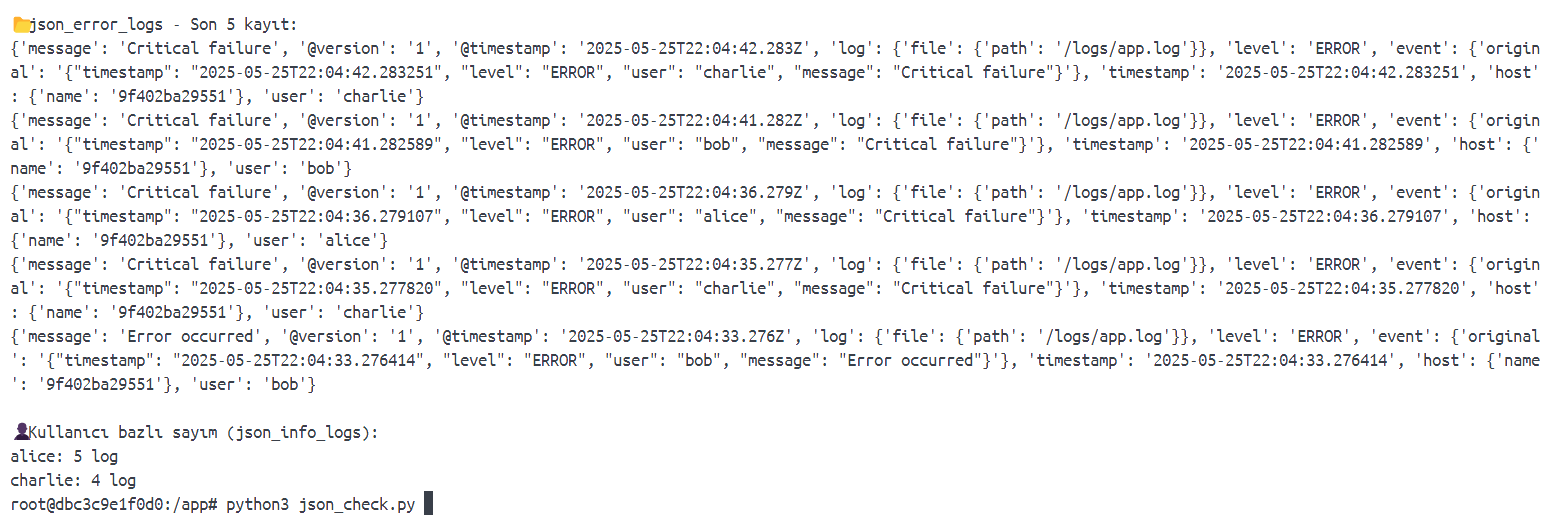 📁json_error_logs - Son 5 kayıt:
{'message': 'Critical failure', '@version': '1', '@timestamp': '2025-05-25T22:04:42.283Z', 'log': {'file': {'path': '/logs/app.log'}}, 'level': 'ERROR', 'event': {'origin
al': '{"timestamp": "2025-05-25T22:04:42.283251", "level": "ERROR", "user": "charlie", "message": "Critical failure"}'}, 'timestamp': '2025-05-25T22:04:42.283251', 'host'
: {'name': '9f402ba29551'}, 'user': 'charlie'}
{'message': 'Critical failure', '@version': '1', '@timestamp': '2025-05-25T22:04:41.282Z', 'log': {'file': {'path': '/logs/app.log'}}, 'level': 'ERROR', 'event': {'origin
al': '{"timestamp": "2025-05-25T22:04:41.282589", "level": "ERROR", "user": "bob", "message": "Critical failure"}'}, 'timestamp': '2025-05-25T22:04:41.282589', 'host': {'
name': '9f402ba29551'}, 'user': 'bob'}
{'message': 'Critical failure', '@version': '1', '@timestamp': '2025-05-25T22:04:36.279Z', 'log': {'file': {'path': '/logs/app.log'}}, 'level': 'ERROR', 'event': {'origin
al': '{"timestamp": "2025-05-25T22:04:36.279107", "level": "ERROR", "user": "alice", "message": "Critical failure"}'}, 'timestamp': '2025-05-25T22:04:36.279107', 'host':
{'name': '9f402ba29551'}, 'user': 'alice'}
{'message': 'Critical failure', '@version': '1', '@timestamp': '2025-05-25T22:04:35.277Z', 'log': {'file': {'path': '/logs/app.log'}}, 'level': 'ERROR', 'event': {'origin
al': '{"timestamp": "2025-05-25T22:04:35.277820", "level": "ERROR", "user": "charlie", "message": "Critical failure"}'}, 'timestamp': '2025-05-25T22:04:35.277820', 'host'
: {'name': '9f402ba29551'}, 'user': 'charlie'}
{'message': 'Error occurred', '@version': '1', '@timestamp': '2025-05-25T22:04:33.276Z', 'log': {'file': {'path': '/logs/app.log'}}, 'level': 'ERROR', 'event': {'original
': '{"timestamp": "2025-05-25T22:04:33.276414", "level": "ERROR", "user": "bob", "message": "Error occurred"}'}, 'timestamp': '2025-05-25T22:04:33.276414', 'host': {'name
': '9f402ba29551'}, 'user': 'bob'}
👤Kullanıcı bazlı sayım (json_info_logs):
alice: 5 log
charlie: 4 log
root@dbc3c9e1f0d0:/app# python3 json_check.py